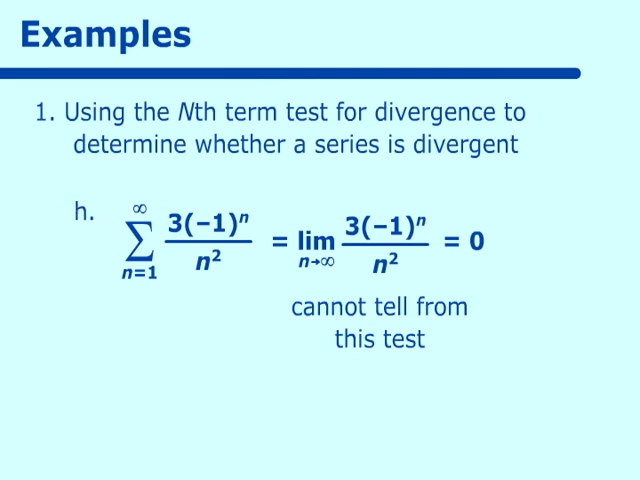 Examples
1. Using the Nth term test for divergence to
determine whether a series is divergent
h. ∞ ∑ n=1 3(−1)ⁿ / n² = lim n→∞ 3(−1)ⁿ / n² = 0
cannot tell from
this test